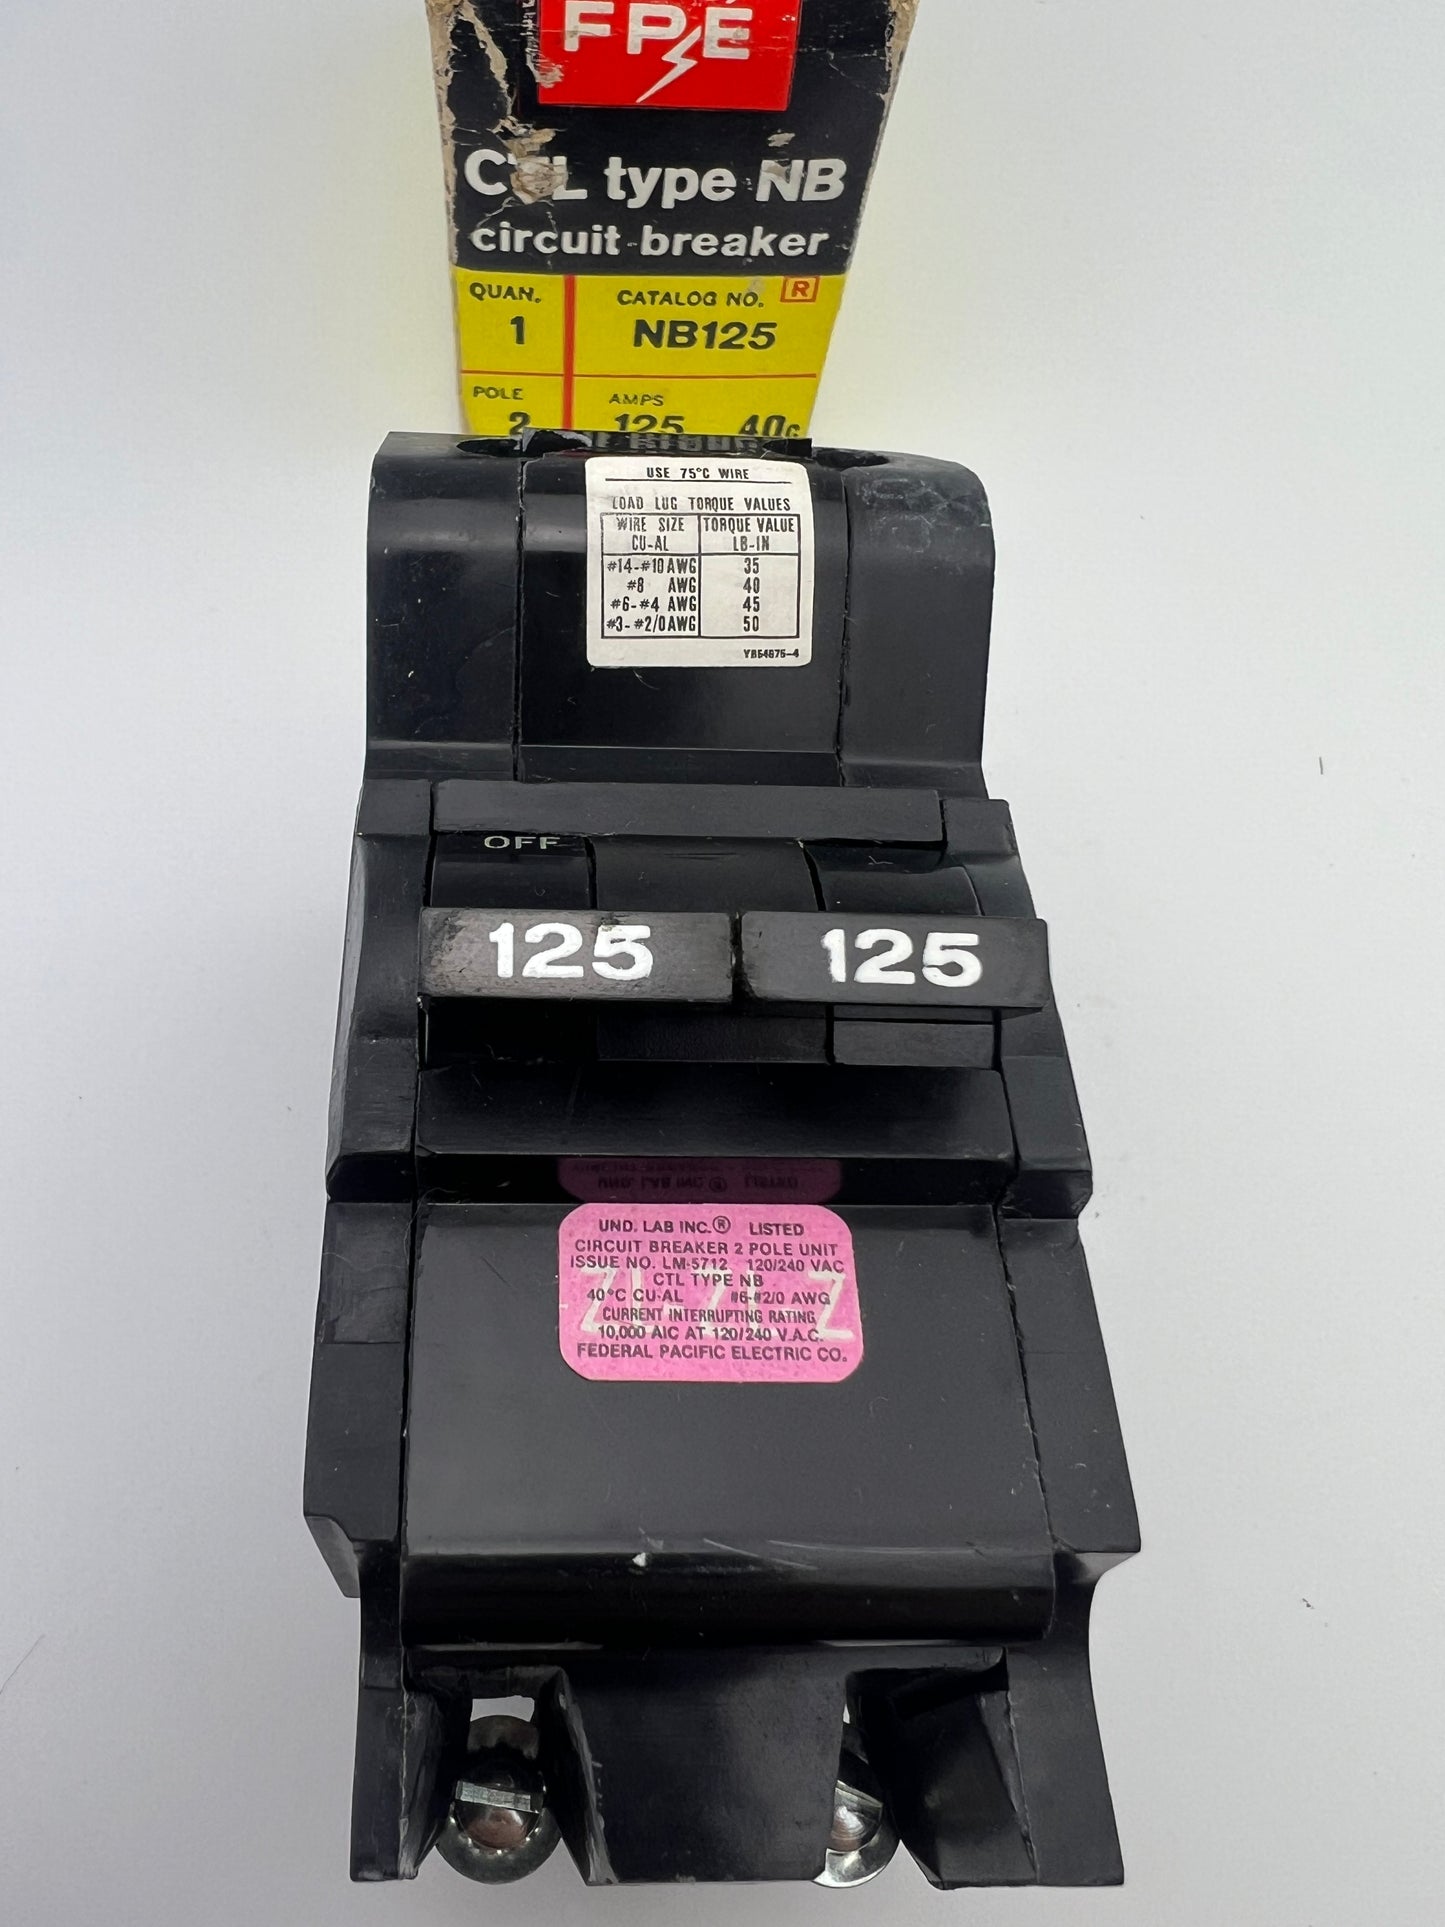 FPE
CTL type NB
circuit breaker
QUAN. CATALOG NO. R
1 NB125
POLE AMPS
2 125 40c
USE 75°C WIRE
LOAD LUG TORQUE VALUES
WIRE SIZE TORQUE VALUE
CU-AL LB-IN
#14-#10 AWG 35
#8 AWG 40
#6-#4 AWG 45
#3-#2/0 AWG 50
OFF
125 125
UND. LAB INC.® LISTED
CIRCUIT BREAKER 2 POLE UNIT
ISSUE NO. LM-5712 120/240 VAC
CTL TYPE NB
40°C CU-AL #6-#2/0 AWG
CURRENT INTERRUPTING RATING
10,000 AIC AT 120/240 V.A.C.
FEDERAL PACIFIC ELECTRIC CO.